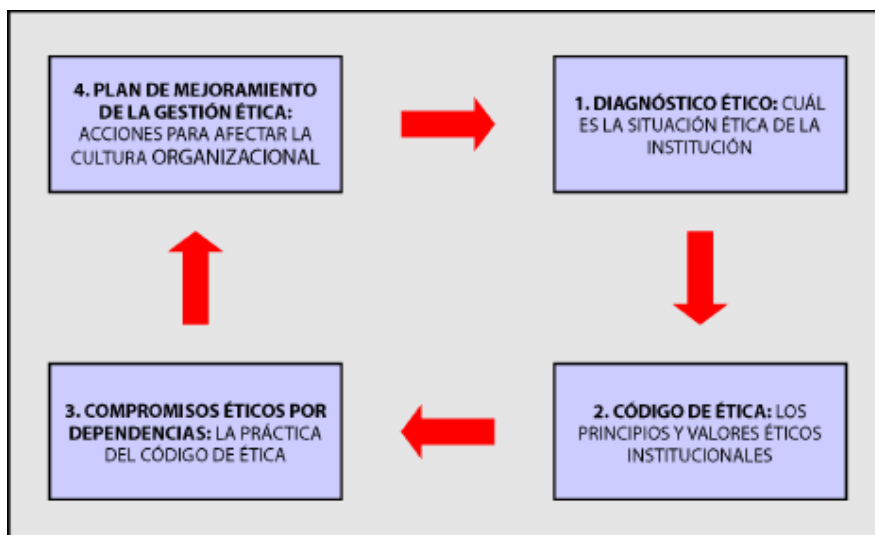 4. PLAN DE MEJORAMIENTO
DE LA GESTIÓN ÉTICA:
ACCIONES PARA AFECTAR LA
CULTURA ORGANIZACIONAL
1. DIAGNÓSTICO ÉTICO: CUÁL
ES LA SITUACIÓN ÉTICA DE LA
INSTITUCIÓN
3. COMPROMISOS ÉTICOS POR
DEPENDENCIAS: LA PRÁCTICA
DEL CÓDIGO DE ÉTICA
2. CÓDIGO DE ÉTICA: LOS
PRINCIPIOS Y VALORES ÉTICOS
INSTITUCIONALES